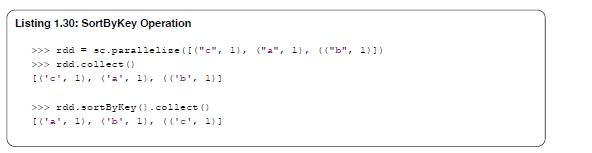 Listing 1.30: SortByKey Operation
>>> rdd = sc.parallelize([("c", 1), ("a", 1), (("b", 1)])
>>> rdd.collect()
[('c', 1), ('a', 1), (('b', 1)]
>>> rdd.sortByKey().collect()
[('a', 1), ('b', 1), (('c', 1)]